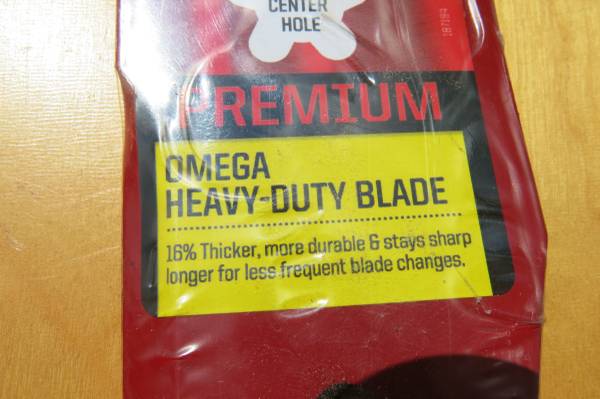 CENTER
HOLE
187194
PREMIUM
OMEGA
HEAVY-DUTY BLADE
16% Thicker, more durable & stays sharp
longer for less frequent blade changes.